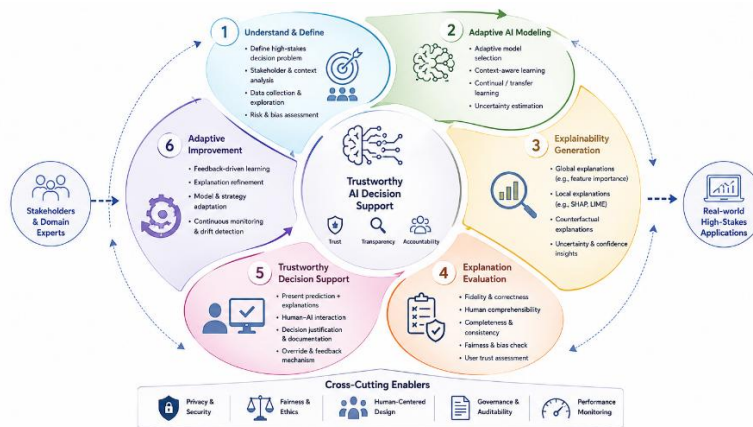 1
Understand & Define
• Define high-stakes
decision problem
• Stakeholder & context
analysis
• Data collection &
exploration
• Risk & bias assessment
2
Adaptive AI Modeling
• Adaptive model
selection
• Context-aware learning
• Continual / transfer
learning
• Uncertainty estimation
3
Explainability
Generation
• Global explanations
(e.g., feature importance)
• Local explanations
(e.g., SHAP, LIME)
• Counterfactual
explanations
• Uncertainty & confidence
insights
4
Explanation
Evaluation
• Fidelity & correctness
• Human comprehensibility
• Completeness &
consistency
• Fairness & bias check
• User trust assessment
5
Trustworthy
Decision Support
• Present prediction +
explanations
• Human-AI interaction
• Decision justification
& documentation
• Override & feedback
mechanism
6
Adaptive
Improvement
• Feedback-driven learning
• Explanation refinement
• Model & strategy
adaptation
• Continuous monitoring
& drift detection
Trustworthy
AI Decision
Support
Trust
Transparency
Accountability
Stakeholders
& Domain
Experts
Real-world
High-Stakes
Applications
Cross-Cutting Enablers
Privacy &
Security
Fairness &
Ethics
Human-Centered
Design
Governance &
Auditability
Performance
Monitoring